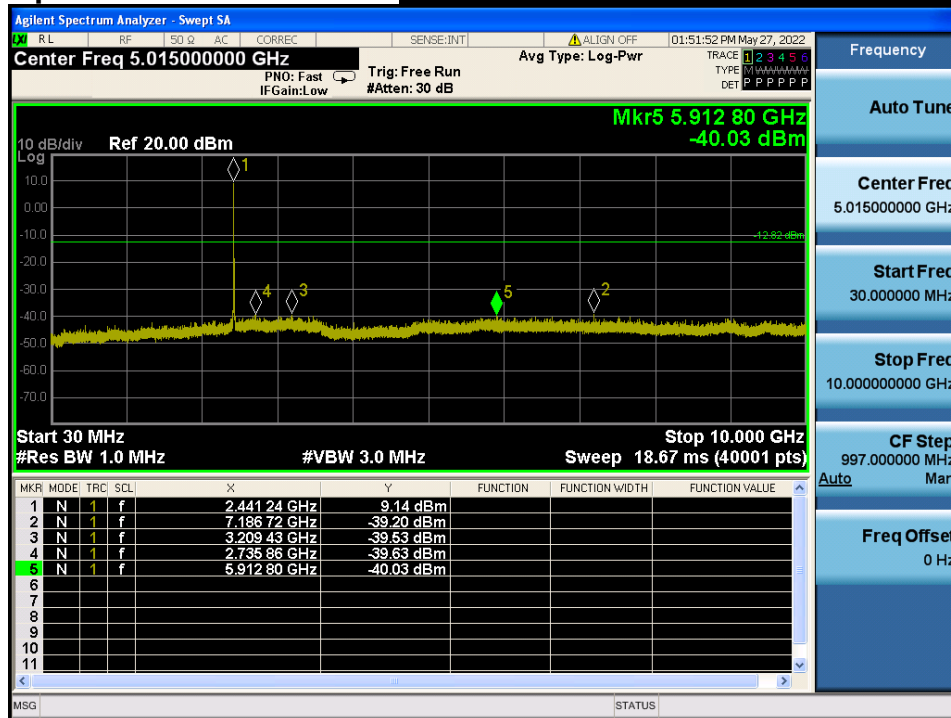 Agilent Spectrum Analyzer - Swept SA
LXI RL RF 50 Ω AC CORREC SENSE:INT ALIGN OFF 01:51:52 PM May 27, 2022
Center Freq 5.015000000 GHz
PNO: Fast
IFGain:Low
Trig: Free Run
#Atten: 30 dB
Avg Type: Log-Pwr
TRACE 1 2 3 4 5 6
TYPE M WWWWW
DET P P P P P P
Mkr5 5.912 80 GHz
-40.03 dBm
10 dB/div Ref 20.00 dBm
Log
10.0
0.00
-10.0
-20.0
-30.0
-40.0
-50.0
-60.0
-70.0
-12.82 dBm
1
4
3
5
2
Start 30 MHz Stop 10.000 GHz
#Res BW 1.0 MHz #VBW 3.0 MHz Sweep 18.67 ms (40001 pts)
MKR MODE TRC SCL X Y FUNCTION FUNCTION WIDTH FUNCTION VALUE
1 N 1 f 2.441 24 GHz 9.14 dBm
2 N 1 f 7.186 72 GHz -39.20 dBm
3 N 1 f 3.209 43 GHz -39.53 dBm
4 N 1 f 2.735 86 GHz -39.63 dBm
5 N 1 f 5.912 80 GHz -40.03 dBm
6
7
8
9
10
11
MSG STATUS
Frequency
Auto Tune
Center Freq
5.015000000 GHz
Start Freq
30.000000 MHz
Stop Freq
10.000000000 GHz
CF Step
997.000000 MHz
Auto Man
Freq Offset
0 Hz